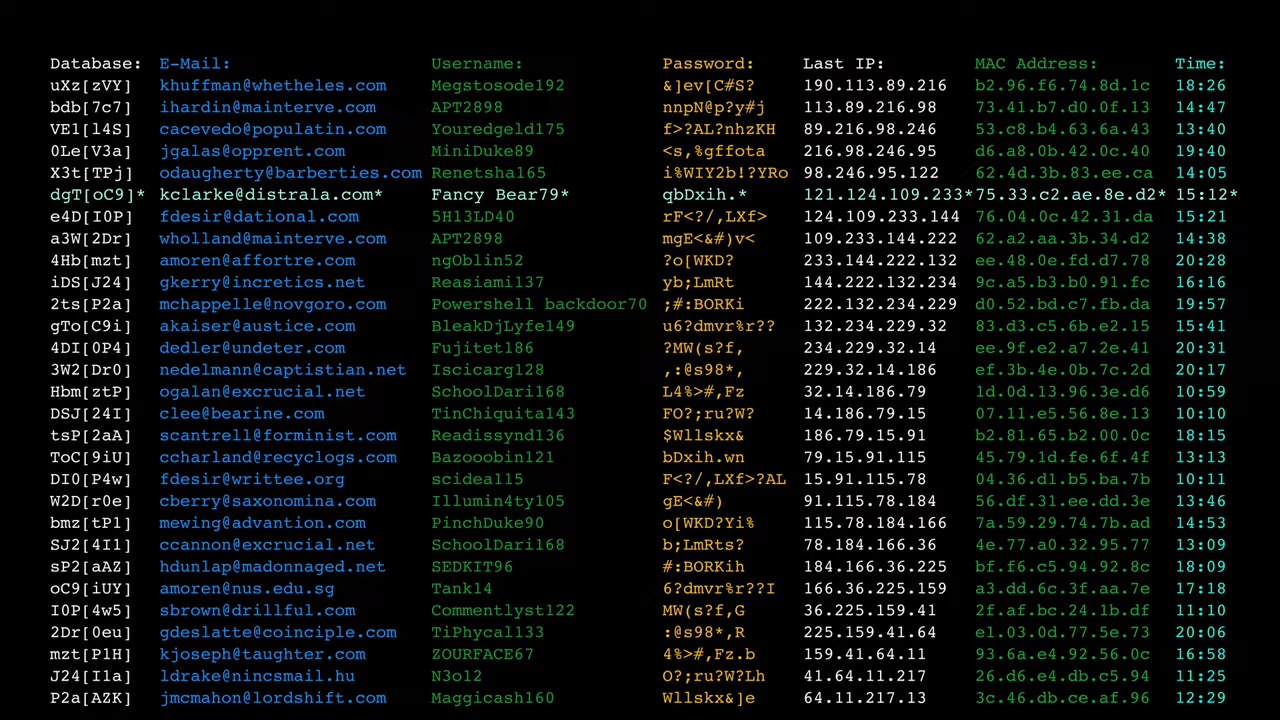 Database: E-Mail: Username: Password: Last IP: MAC Address: Time:
uXz[zVY] khuffman@whetheles.com Megstosode192 &]ev[C#S? 190.113.89.216 b2.96.f6.74.8d.1c 18:26
bdb[7c7] ihardin@mainterve.com APT2898 nnpN@p?y#j 113.89.216.98 73.41.b7.d0.0f.13 14:47
VE1[l4S] cacevedo@populatin.com Youredgeld175 f>?AL?nhzKH 89.216.98.246 53.c8.b4.63.6a.43 13:40
0Le[V3a] jgalas@opprent.com MiniDuke89 <s,%gffota 216.98.246.95 d6.a8.0b.42.0c.40 19:40
X3t[TPj] odaugherty@barberties.com Renetsha165 i%WIY2b!?YRo 98.246.95.122 62.4d.3b.83.ee.ca 14:05
dgT[oC9]* kclarke@distrala.com* Fancy Bear79* qbDxih.* 121.124.109.233* 75.33.c2.ae.8e.d2* 15:12*
e4D[I0P] fdesir@dational.com 5H13LD40 rF<?/,LXf> 124.109.233.144 76.04.0c.42.31.da 15:21
a3W[2Dr] wholland@mainterve.com APT2898 mgE<&#)v< 109.233.144.222 62.a2.aa.3b.34.d2 14:38
4Hb[mzt] amoren@affortre.com ngOblin52 ?o[WKD? 233.144.222.132 ee.48.0e.fd.d7.78 20:28
iDS[J24] gkerry@incretics.net Reasiami137 yb;LmRt 144.222.132.234 9c.a5.b3.b0.91.fc 16:16
2ts[P2a] mchappelle@novgoro.com Powershell backdoor70 ;#:BORKi 222.132.234.229 d0.52.bd.c7.fb.da 19:57
gTo[C9i] akaiser@austice.com BleakDjLyfe149 u6?dmvr%r?? 132.234.229.32 83.d3.c5.6b.e2.15 15:41
4DI[0P4] dedler@undeter.com Fujitet186 ?MW(s?f, 234.229.32.14 ee.9f.e2.a7.2e.41 20:31
3W2[Dr0] nedelmann@captistian.net Iscicarg128 ,:@s98*, 229.32.14.186 ef.3b.4e.0b.7c.2d 20:17
Hbm[ztP] ogalan@excrucial.net SchoolDari168 L4%>#,Fz 32.14.186.79 1d.0d.13.96.3e.d6 10:59
DSJ[24I] clee@bearine.com TinChiquita143 FO?;ru?W? 14.186.79.15 07.11.e5.56.8e.13 10:10
tsP[2aA] scantrell@forminist.com Readissynd136 $Wllskx& 186.79.15.91 b2.81.65.b2.00.0c 18:15
ToC[9iU] ccharland@recyclogs.com Bazooobin121 bDxih.wn 79.15.91.115 45.79.1d.fe.6f.4f 13:13
DI0[P4w] fdesir@writtee.org scidea115 F<?/,LXf>?AL 15.91.115.78 04.36.d1.b5.ba.7b 10:11
W2D[r0e] cberry@saxonomina.com Illumin4ty105 gE<&#) 91.115.78.184 56.df.31.ee.dd.3e 13:46
bmz[tP1] mewing@advantion.com PinchDuke90 o[WKD?Yi% 115.78.184.166 7a.59.29.74.7b.ad 14:53
SJ2[4I1] ccannon@excrucial.net SchoolDari168 b;LmRts? 78.184.166.36 4e.77.a0.32.95.77 13:09
sP2[aAZ] hdunlap@madonnaged.net SEDKIT96 #:BORKih 184.166.36.225 bf.f6.c5.94.92.8c 18:09
oC9[iUY] amoren@nus.edu.sg Tank14 6?dmvr%r??I 166.36.225.159 a3.dd.6c.3f.aa.7e 17:18
I0P[4w5] sbrown@drillful.com Commentlyst122 MW(s?f,G 36.225.159.41 2f.af.bc.24.1b.df 11:10
2Dr[0eu] gdeslatte@coinciple.com TiPhycal133 :@s98*,R 225.159.41.64 e1.03.0d.77.5e.73 20:06
mzt[P1H] kjoseph@taughter.com ZOURFACE67 4%>#,Fz.b 159.41.64.11 93.6a.e4.92.56.0c 16:58
J24[I1a] ldrake@nincsmail.hu N3ol2 O?;ru?W?Lh 41.64.11.217 26.d6.e4.db.c5.94 11:25
P2a[AZK] jmcmahon@lordshift.com Maggicash160 Wllskx&]e 64.11.217.13 3c.46.db.ce.af.96 12:29